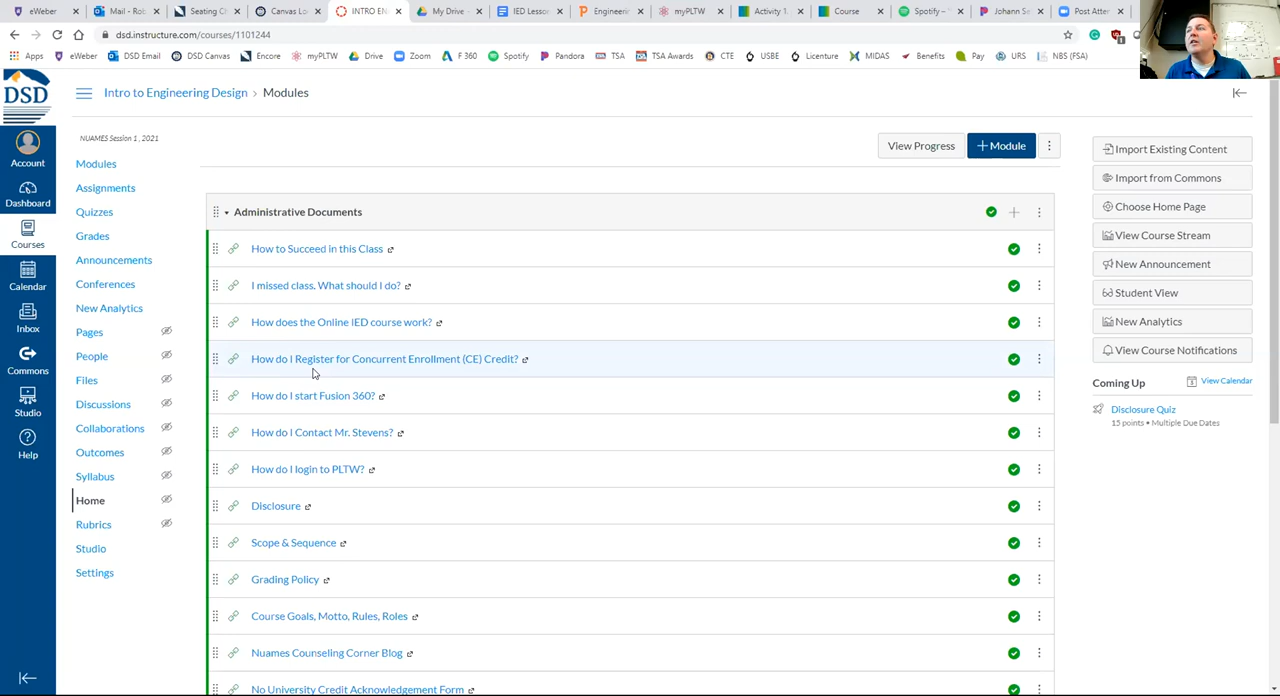 eWeber
Mail - Rob
Seating Ch
Canvas Lo
INTRO EN
My Drive -
IED Lesson
Engineerin
myPLTW
Activity 1.
Course
Spotify –
Johann Se
Post Atten
dsd.instructure.com/courses/1101244
Apps
eWeber
DSD Email
DSD Canvas
Encore
myPLTW
Drive
Zoom
F 360
Spotify
Pandora
TSA
TSA Awards
CTE
USBE
Licenture
MIDAS
Benefits
Pay
URS
NBS (FSA)
DSD
Intro to Engineering Design > Modules
Account
Dashboard
Courses
Calendar
Inbox
Commons
Studio
Help
NUAMES Session 1, 2021
Modules
Assignments
Quizzes
Grades
Announcements
Conferences
New Analytics
Pages
People
Files
Discussions
Collaborations
Outcomes
Syllabus
Home
Rubrics
Studio
Settings
View Progress
+ Module
Administrative Documents
How to Succeed in this Class
I missed class. What should I do?
How does the Online IED course work?
How do I Register for Concurrent Enrollment (CE) Credit?
How do I start Fusion 360?
How do I Contact Mr. Stevens?
How do I login to PLTW?
Disclosure
Scope & Sequence
Grading Policy
Course Goals, Motto, Rules, Roles
Nuames Counseling Corner Blog
No University Credit Acknowledgement Form
Import Existing Content
Import from Commons
Choose Home Page
View Course Stream
New Announcement
Student View
New Analytics
View Course Notifications
Coming Up
View Calendar
Disclosure Quiz
15 points • Multiple Due Dates